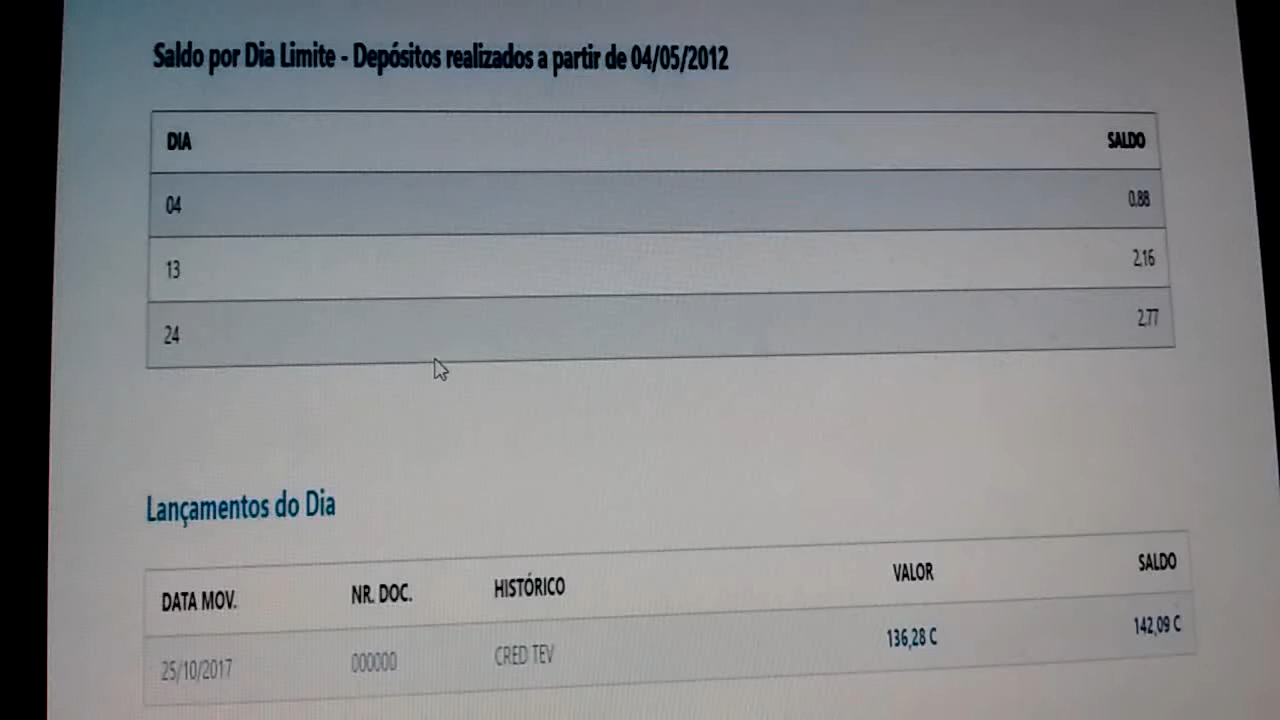 Saldo por Dia Limite - Depósitos realizados a partir de 04/05/2012
DIA SALDO
04 0,88
13 2,16
24 2,77
Lançamentos do Dia
DATA MOV. NR. DOC. HISTÓRICO VALOR SALDO
25/10/2017 000000 CRED TEV 136,28 C 142,09 C